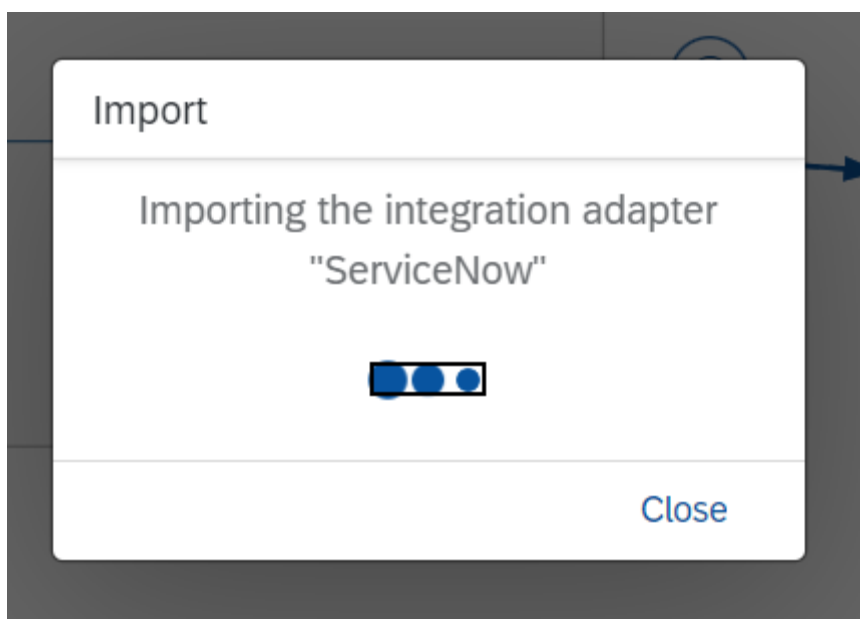 Import
Importing the integration adapter
"ServiceNow"
Close